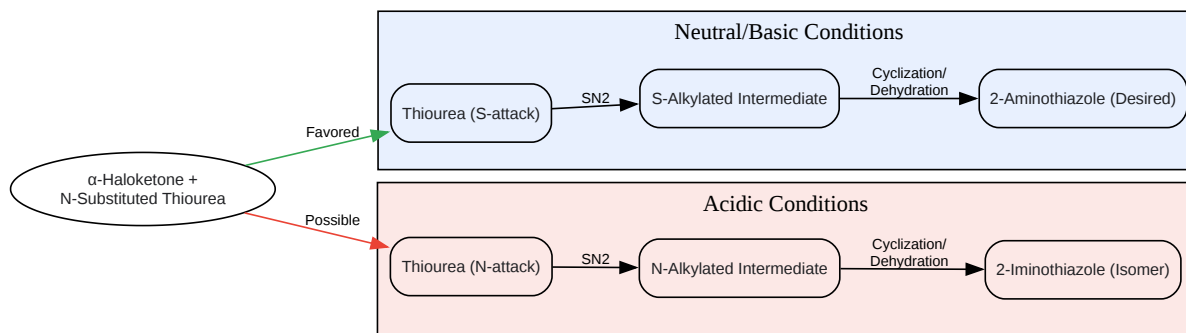 Neutral/Basic Conditions
Thiourea (S-attack)
SN2
S-Alkylated Intermediate
Cyclization/
Dehydration
2-Aminothiazole (Desired)
Favored
α-Haloketone +
N-Substituted Thiourea
Possible
Acidic Conditions
Thiourea (N-attack)
SN2
N-Alkylated Intermediate
Cyclization/
Dehydration
2-Iminothiazole (Isomer)